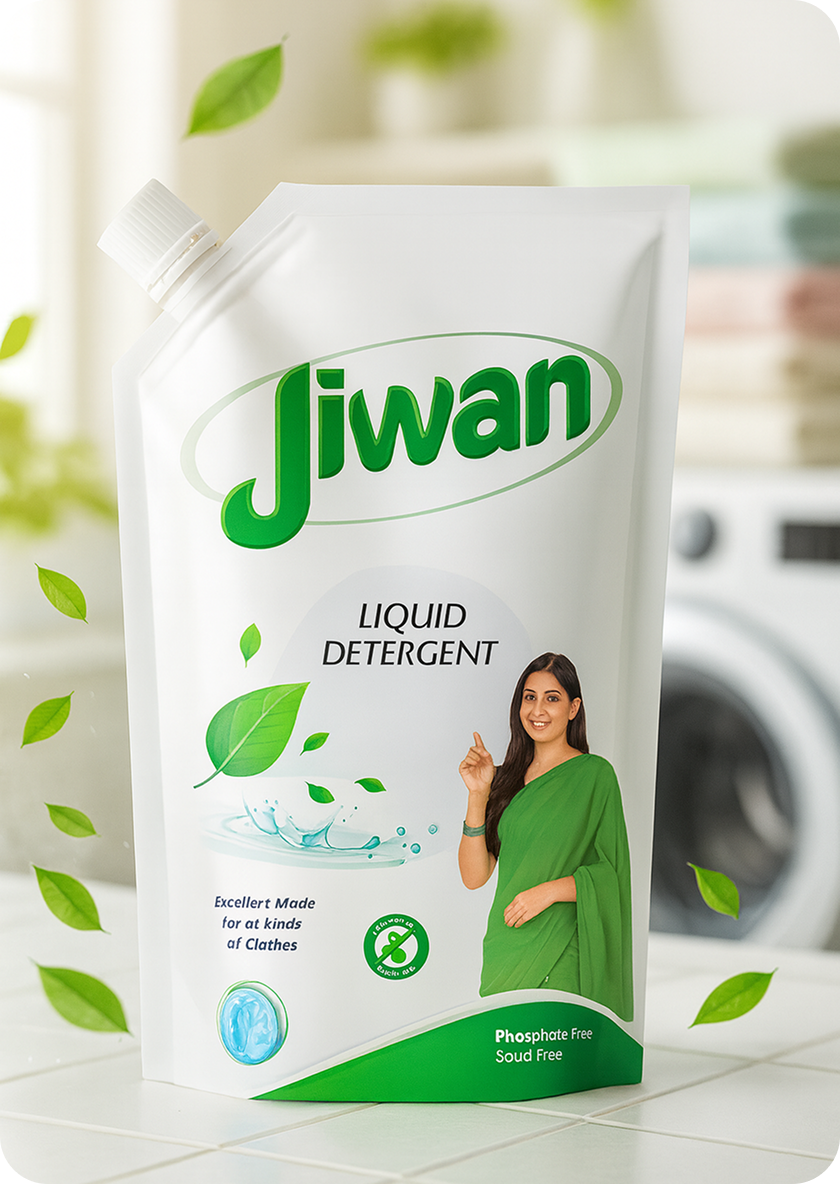 Jiwan
LIQUID
DETERGENT
Excellert Made
for at kinds
af Clathes
Phosphate Free
Soud Free